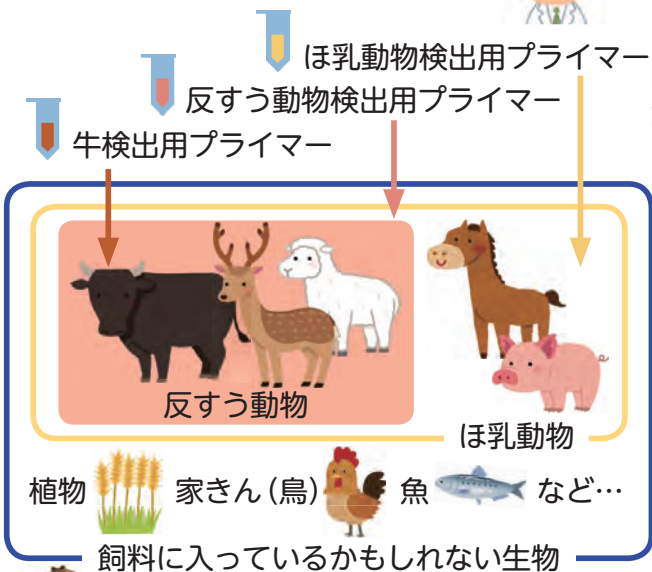 ほ乳動物検出用プライマー
反すう動物検出用プライマー
牛検出用プライマー
反すう動物
ほ乳動物
植物 家きん(鳥) 魚 など…
飼料に入っているかもしれない生物